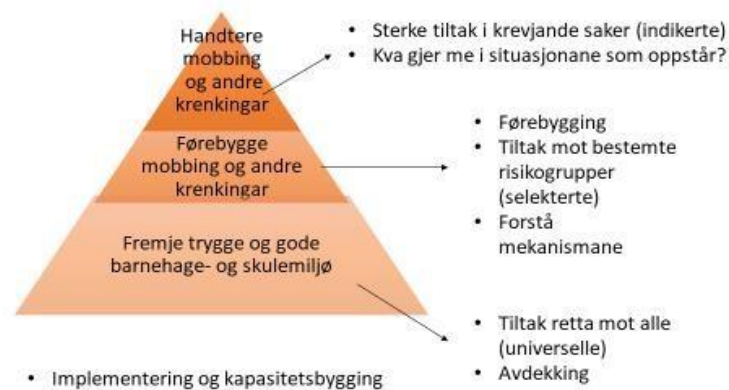 Handtere
mobbing
og andre
krenkingar
• Sterke tiltak i krevjande saker (indikerte)
• Kva gjer me i situasjonane som oppstår?
Førebygge
mobbing og andre
krenkingar
• Førebygging
• Tiltak mot bestemte
risikogrupper
(selekterte)
• Forstå
mekanismane
Fremje trygge og gode
barnehage- og skulemiljø
• Tiltak retta mot alle
(universelle)
• Avdekking
• Implementering og kapasitetsbygging